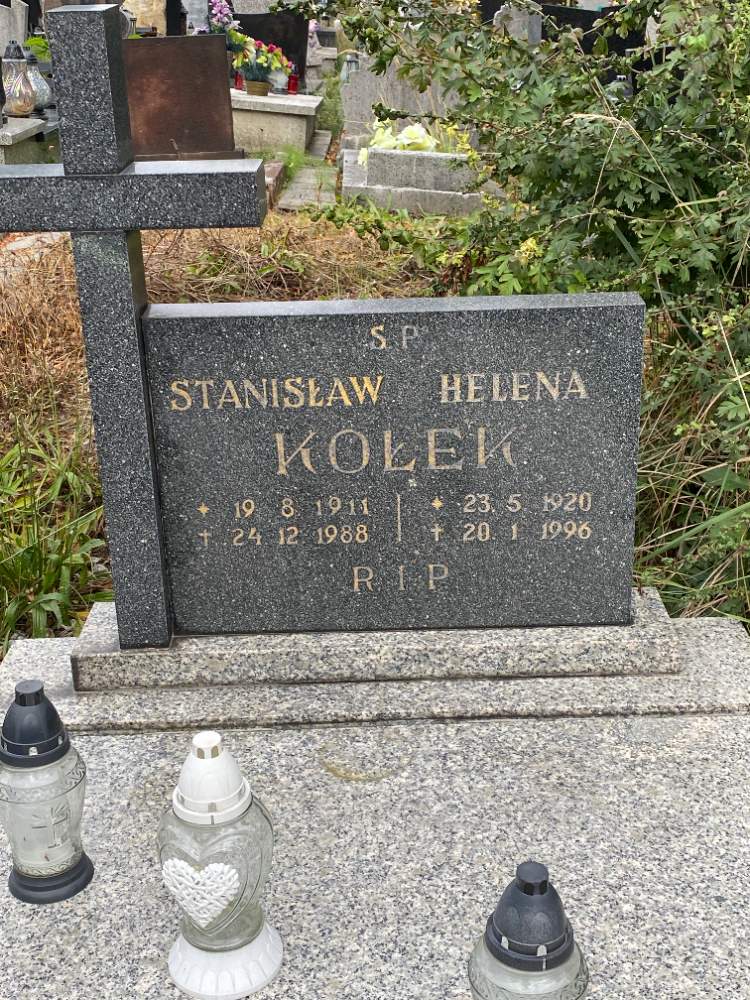 Ś.P
STANISŁAW HELENA
KOŁEK
* 19 8 1911 * 23. 5 1920
† 24 12 1988 † 20. 1 1996
R I P